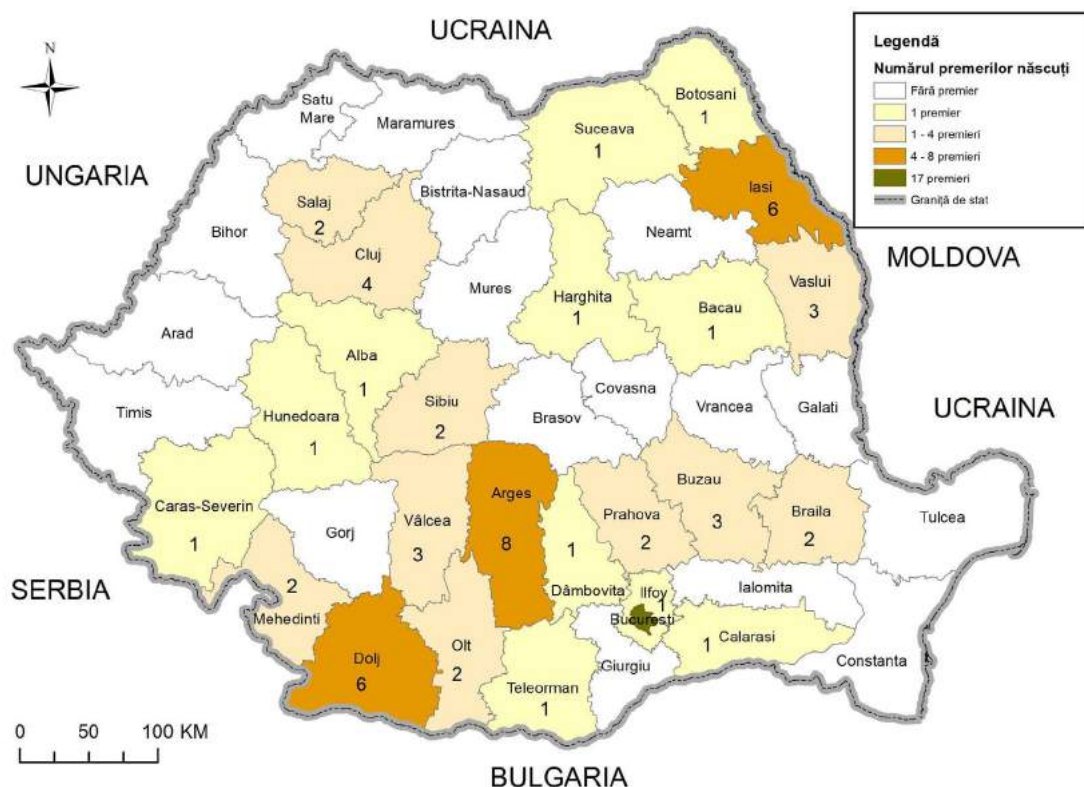 UCRAINA
N
Legendă
Numărul premerilor născuți
Fără premier
1 premier
1 - 4 premieri
4 - 8 premieri
17 premieri
Graniță de stat
Satu
Mare
Maramures
Suceava
1
Botosani
1
UNGARIA
Bistrita-Nasaud
Iasi
6
Salaj
2
Bihor
Neamt
Cluj
4
MOLDOVA
Mures
Harghita
1
Bacau
1
Vaslui
3
Arad
Alba
1
Covasna
Timis
Hunedoara
1
Sibiu
2
Brasov
Vrancea
Galati
UCRAINA
Caras-Severin
1
Gorj
Vâlcea
3
Arges
8
1
Dâmbovita
Prahova
2
Buzau
3
Braila
2
Tulcea
SERBIA
2
Mehedinti
Ilfoy
1
Bucuresti
Ialomita
Dolj
6
Olt
2
Teleorman
1
Giurgiu
1
Calarasi
Constanta
0 50 100 KM
BULGARIA